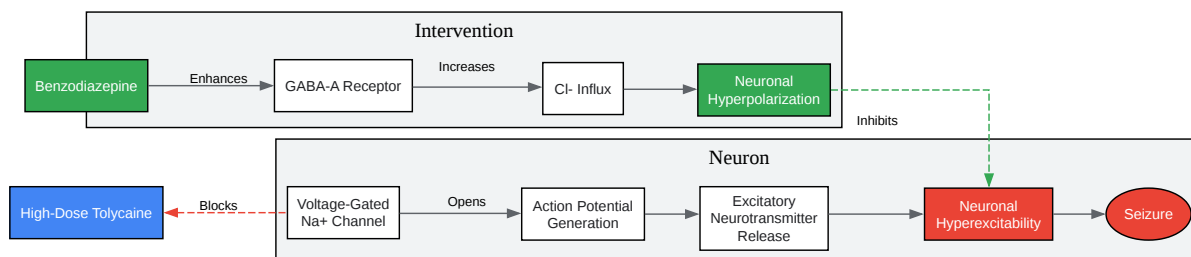 Intervention
Benzodiazepine
Enhances
GABA-A Receptor
Increases
Cl- Influx
Neuronal
Hyperpolarization
Inhibits
Neuron
High-Dose Tolycaine
Blocks
Voltage-Gated
Na+ Channel
Opens
Action Potential
Generation
Excitatory
Neurotransmitter
Release
Neuronal
Hyperexcitability
Seizure